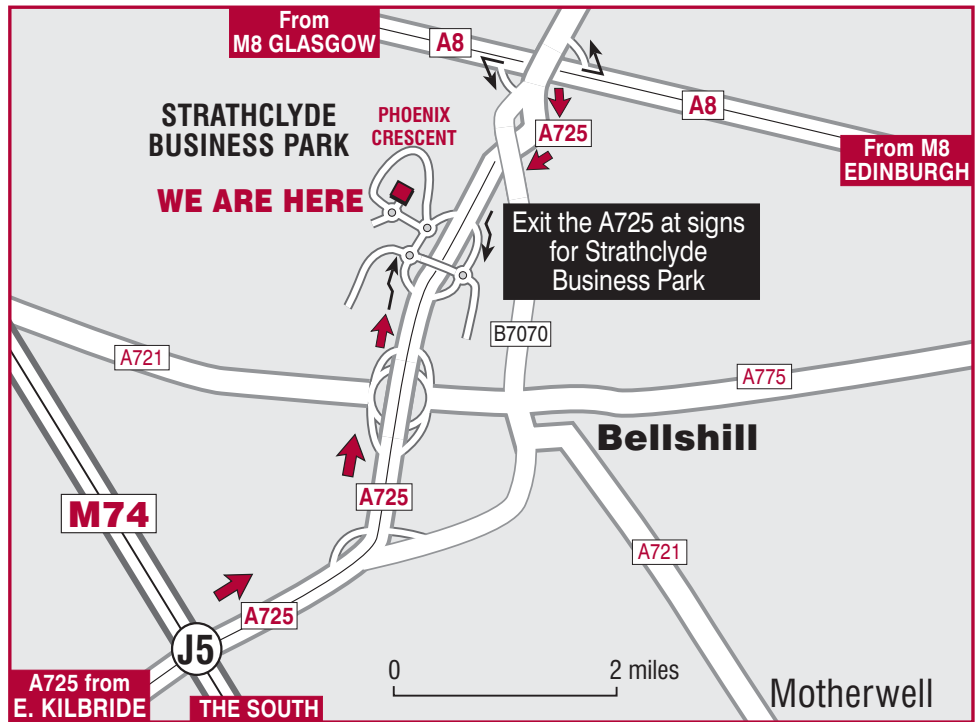 From
M8 GLASGOW
A8
STRATHCLYDE
BUSINESS PARK
PHOENIX
CRESCENT
A8
A725
From M8
EDINBURGH
WE ARE HERE
Exit the A725 at signs
for Strathclyde
Business Park
B7070
A721
A775
Bellshill
A725
M74
A721
A725
J5
0
2 miles
A725 from
E. KILBRIDE
THE SOUTH
Motherwell